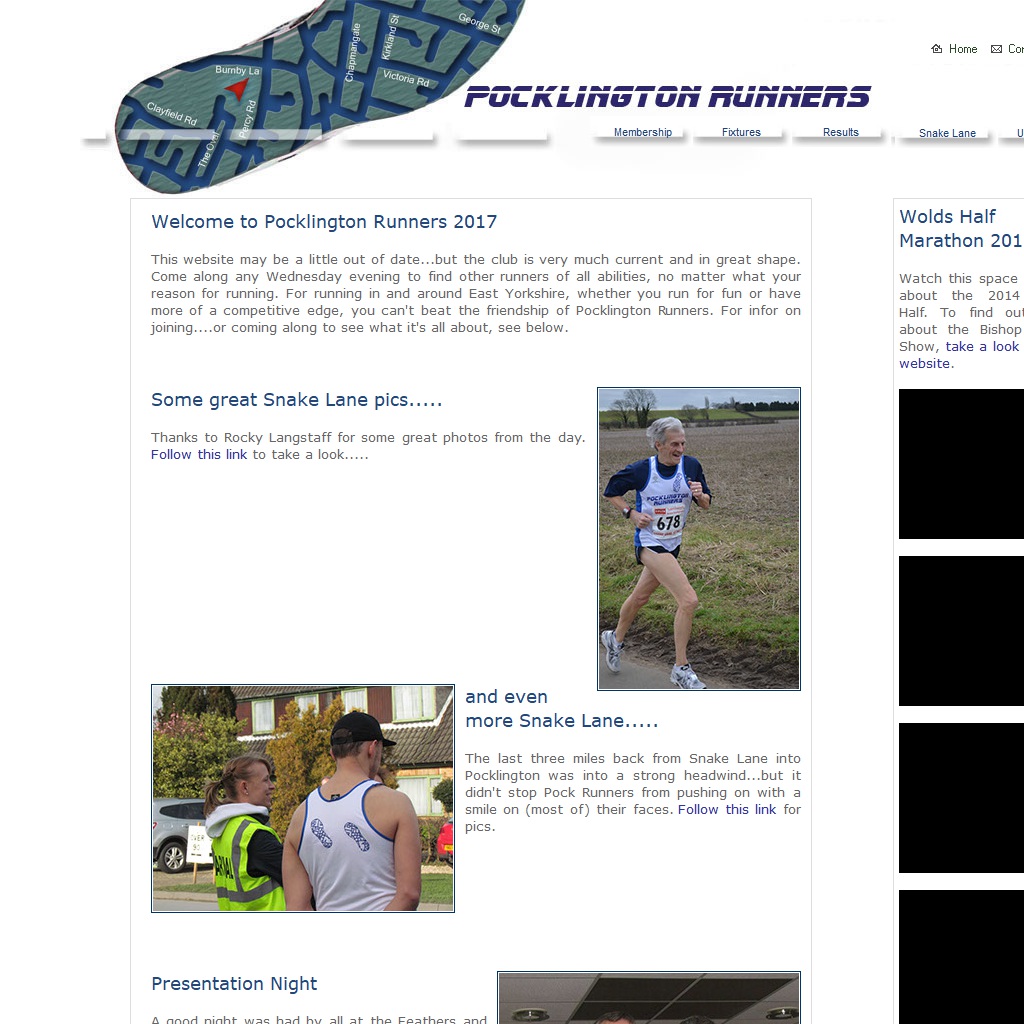 George St
Kirkland St
Chapmangate
Victoria Rd
Burnby La
Clayfield Rd
Percy Rd
The Oval
Home
POCKLINGTON RUNNERS
Membership
Fixtures
Results
Snake Lane
Welcome to Pocklington Runners 2017
This website may be a little out of date...but the club is very much current and in great shape.
Come along any Wednesday evening to find other runners of all abilities, no matter what your
reason for running. For running in and around East Yorkshire, whether you run for fun or have
more of a competitive edge, you can't beat the friendship of Pocklington Runners. For infor on
joining....or coming along to see what it's all about, see below.
Some great Snake Lane pics.....
Thanks to Rocky Langstaff for some great photos from the day.
Follow this link to take a look.....
POCKLINGTON
RUNNERS
678
and even
more Snake Lane.....
The last three miles back from Snake Lane into
Pocklington was into a strong headwind...but it
didn't stop Pock Runners from pushing on with a
smile on (most of) their faces. Follow this link for
pics.
Presentation Night
A good night was had by all at the Feathers and
Wolds Half
Marathon 201
Watch this space
about the 2014
Half. To find out
about the Bishop
Show, take a look
website.